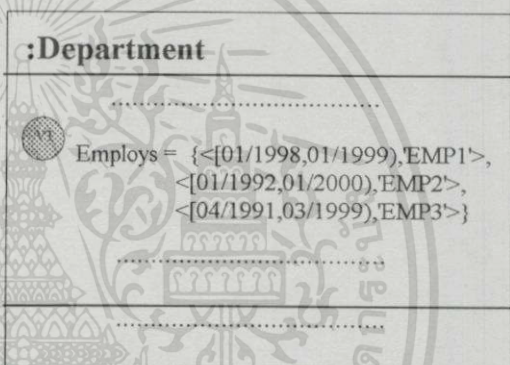 :Department
................................................
VT
Employs = {<[01/1998,01/1999),'EMP1'>,
<[01/1992,01/2000),'EMP2'>,
<[04/1991,03/1999),'EMP3'>}
................................................
................................................